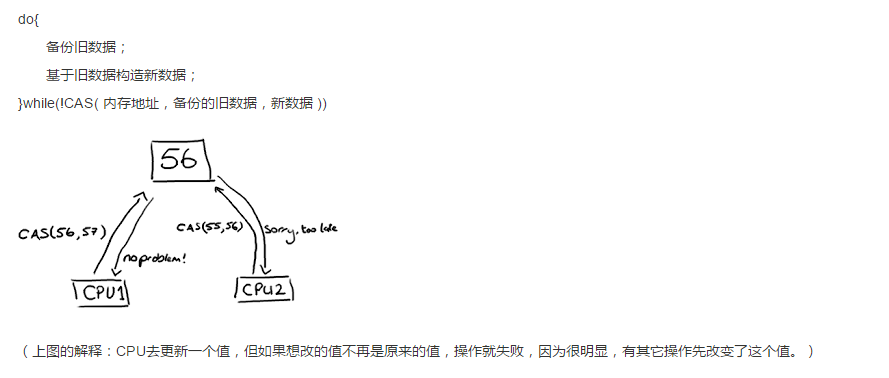 do{
备份旧数据；
基于旧数据构造新数据；
}while(!CAS( 内存地址，备份的旧数据，新数据 ))
56
CAS(56,57)
no problem!
CAS(55,56)
Sorry, too late
CPU1
CPU2
（上图的解释：CPU去更新一个值，但如果想改的值不再是原来的值，操作就失败，因为很明显，有其它操作先改变了这个值。）